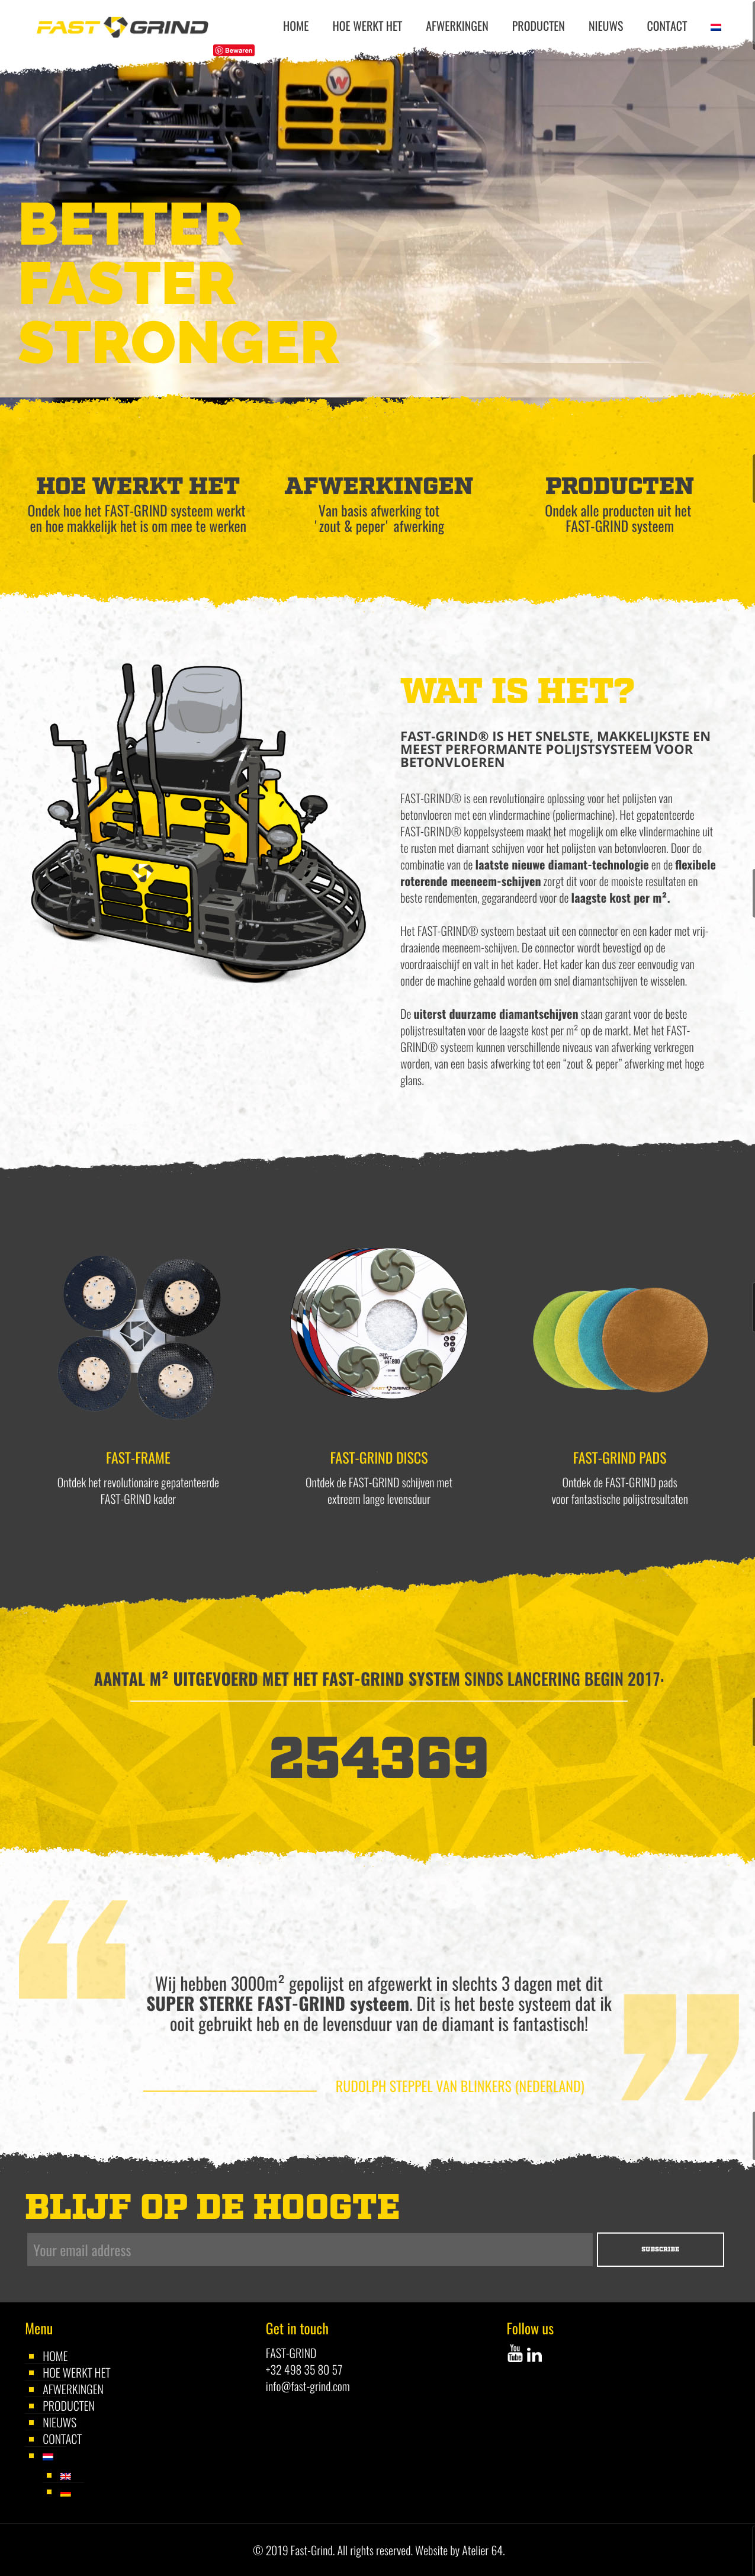 FAST GRIND
HOME HOE WERKT HET AFWERKINGEN PRODUCTEN NIEUWS CONTACT
Bewaren
BETTER
FASTER
STRONGER
HOE WERKT HET
Ondek hoe het FAST-GRIND systeem werkt
en hoe makkelijk het is om mee te werken
AFWERKINGEN
Van basis afwerking tot
'zout & peper' afwerking
PRODUCTEN
Ondek alle producten uit het
FAST-GRIND systeem
WAT IS HET?
FAST-GRIND® IS HET SNELSTE, MAKKELIJKSTE EN
MEEST PERFORMANTE POLIJSTSYSTEEM VOOR
BETONVLOEREN
FAST-GRIND® is een revolutionaire oplossing voor het polijsten van
betonvloeren met een vlindermachine (poliermachine). Het gepatenteerde
FAST-GRIND® koppelsysteem maakt het mogelijk om elke vlindermachine uit
te rusten met diamant schijven voor het polijsten van betonvloeren. Door de
combinatie van de laatste nieuwe diamant-technologie en de flexibele
roterende meeneem-schijven zorgt dit voor de mooiste resultaten en
beste rendementen, gegarandeerd voor de laagste kost per m².
Het FAST-GRIND® systeem bestaat uit een connector en een kader met vrij-
draaiende meeneem-schijven. De connector wordt bevestigd op de
voordraaischijf en valt in het kader. Het kader kan dus zeer eenvoudig van
onder de machine gehaald worden om snel diamantschijven te wisselen.
De uiterst duurzame diamantschijven staan garant voor de beste
polijstresultaten voor de laagste kost per m² op de markt. Met het FAST-
GRIND® systeem kunnen verschillende niveaus van afwerking verkregen
worden, van een basis afwerking tot een “zout & peper” afwerking met hoge
glans.
FAST-FRAME
Ontdek het revolutionaire gepatenteerde
FAST-GRIND kader
FAST-GRIND DISCS
Ontdek de FAST-GRIND schijven met
extreem lange levensduur
FAST-GRIND PADS
Ontdek de FAST-GRIND pads
voor fantastische polijstresultaten
AANTAL M² UITGEVOERD MET HET FAST-GRIND SYSTEM SINDS LANCERING BEGIN 2017·
254369
“
Wij hebben 3000m² gepolijst en afgewerkt in slechts 3 dagen met dit
SUPER STERKE FAST-GRIND systeem. Dit is het beste systeem dat ik
ooit gebruikt heb en de levensduur van de diamant is fantastisch!
”
RUDOLPH STEPPEL VAN BLINKERS (NEDERLAND)
BLIJF OP DE HOOGTE
Your email address
SUBSCRIBE
Menu
HOME
HOE WERKT HET
AFWERKINGEN
PRODUCTEN
NIEUWS
CONTACT
Get in touch
FAST-GRIND
+32 498 35 80 57
info@fast-grind.com
Follow us
You Tube in
© 2019 Fast-Grind. All rights reserved. Website by Atelier 64.